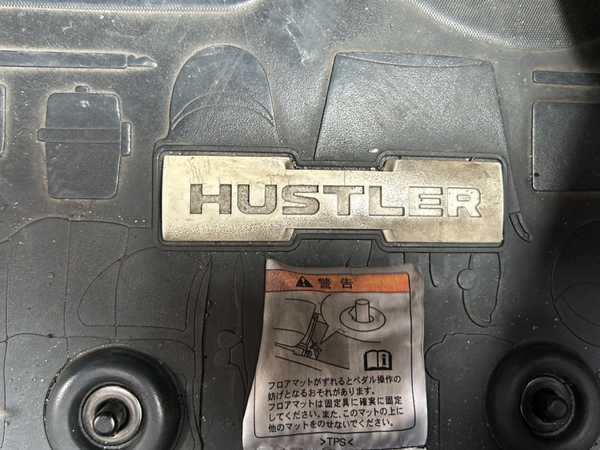 HUSTLER
警告
フロアマットがずれるとペダル操作の
妨げとなるおそれがあります。
フロアマットは固定具に確実に固定
してください。また、このマットの上に
他のマットをのせないでください。
>TPS<